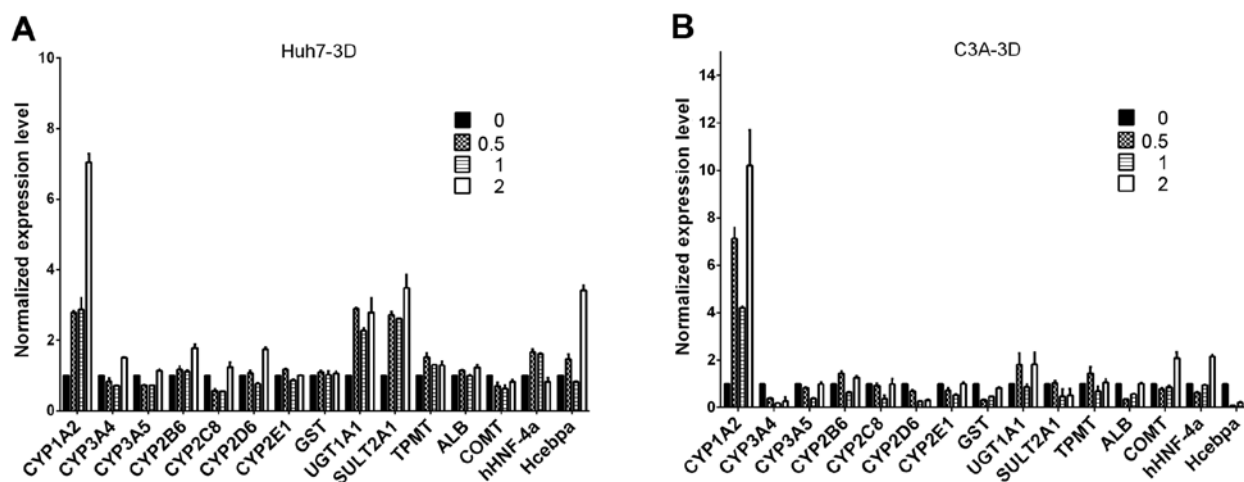 A
Huh7-3D
Normalized expression level
10
8
6
4
2
0
0
0.5
1
2
CYP1A2
CYP3A4
CYP3A5
CYP2B6
CYP2C8
CYP2D6
CYP2E1
GST
UGT1A1
SULT2A1
TPMT
ALB
COMT
hHNF-4a
Hcebpa
B
C3A-3D
Normalized expression level
14
12
10
8
6
4
2
0
0
0.5
1
2
CYP1A2
CYP3A4
CYP3A5
CYP2B6
CYP2C8
CYP2D6
CYP2E1
GST
UGT1A1
SULT2A1
TPMT
ALB
COMT
hHNF-4a
Hcebpa